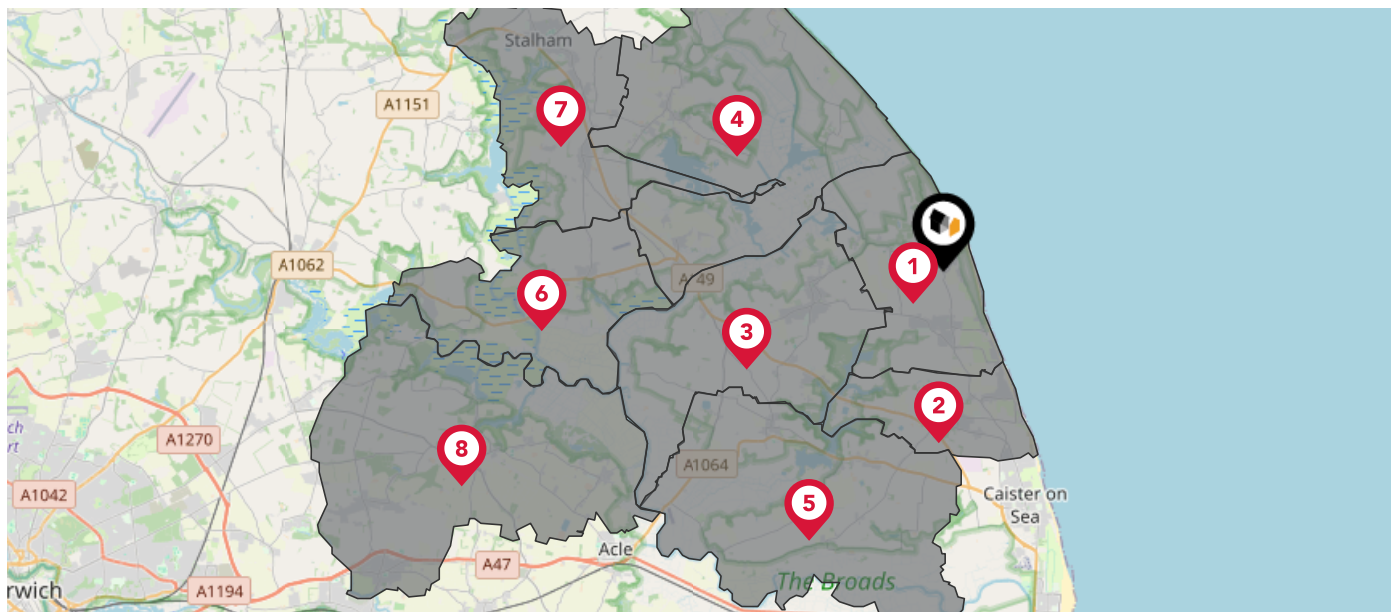 Stalham
7
4
A1151
1
A1062
A149
6
3
2
ch
rt
A1270
8
A1064
A1042
5
Caister on
Sea
Acle
A47
The Broads
rwich
A1194